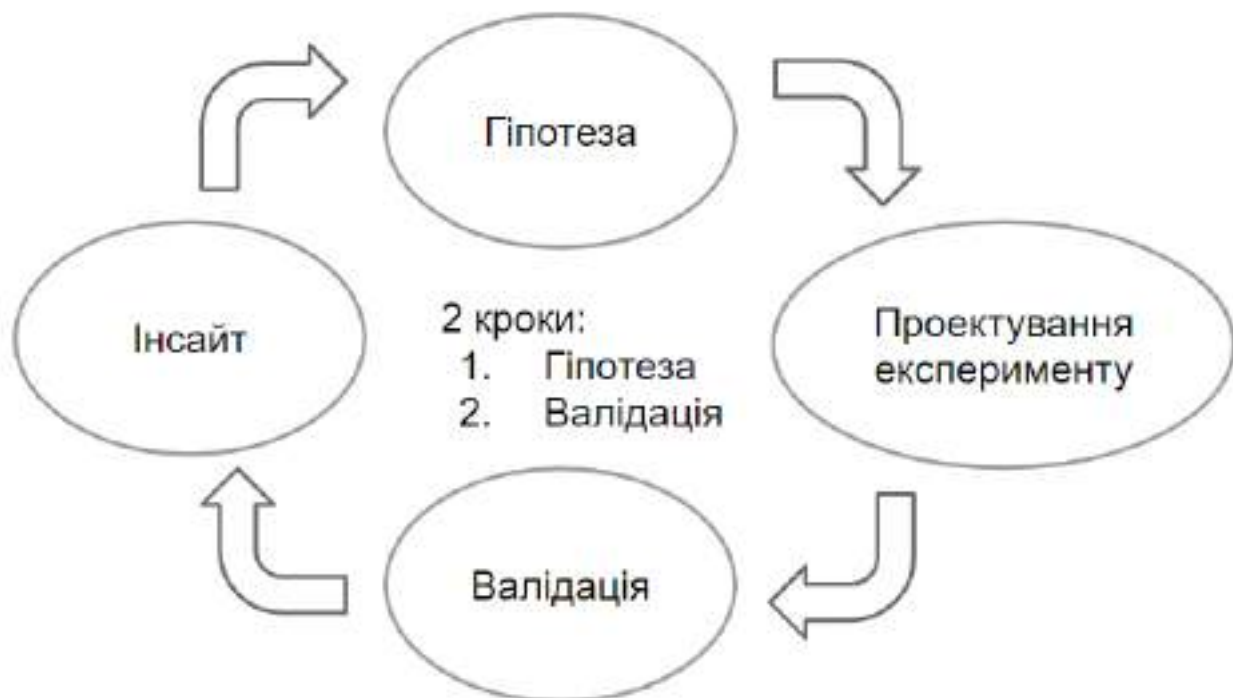 Гіпотеза
Інсайт
2 кроки:
1. Гіпотеза
2. Валідація
Проектування
експерименту
Валідація